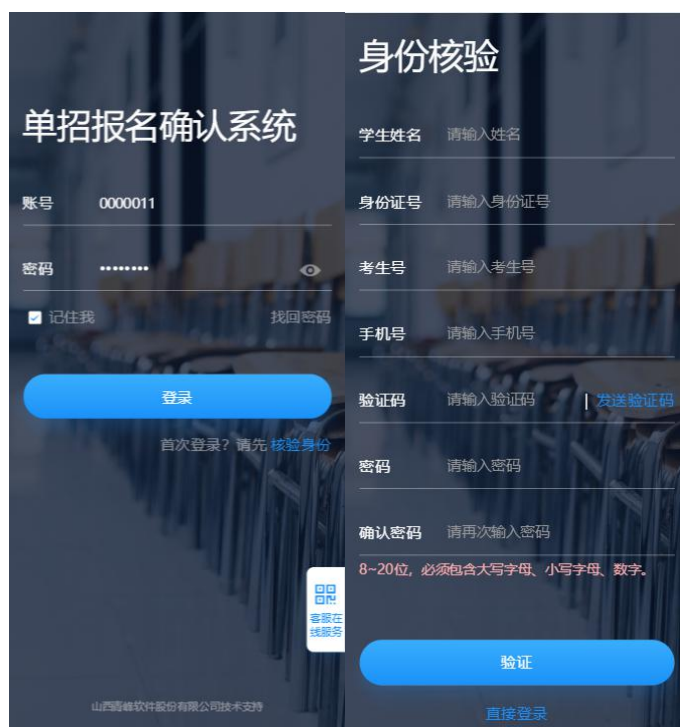 单招报名确认系统
账号 0000011
密码 ••••••••
记住我 找回密码
登录
首次登录？请先 核验身份
客服在
线服务
山西青峰软件股份有限公司技术支持
身份核验
学生姓名 请输入姓名
身份证号 请输入身份证号
考生号 请输入考生号
手机号 请输入手机号
验证码 请输入验证码 | 发送验证码
密码 请输入密码
确认密码 请再次输入密码
8~20位，必须包含大写字母、小写字母、数字。
验证
直接登录